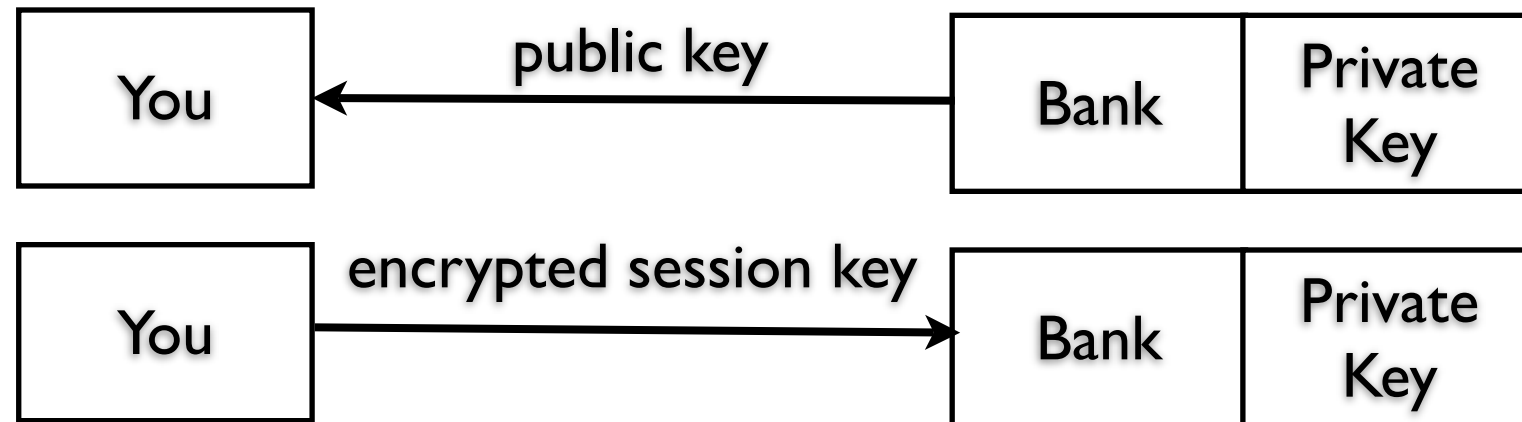 public key
You
Bank
Private
Key
encrypted session key
You
Bank
Private
Key